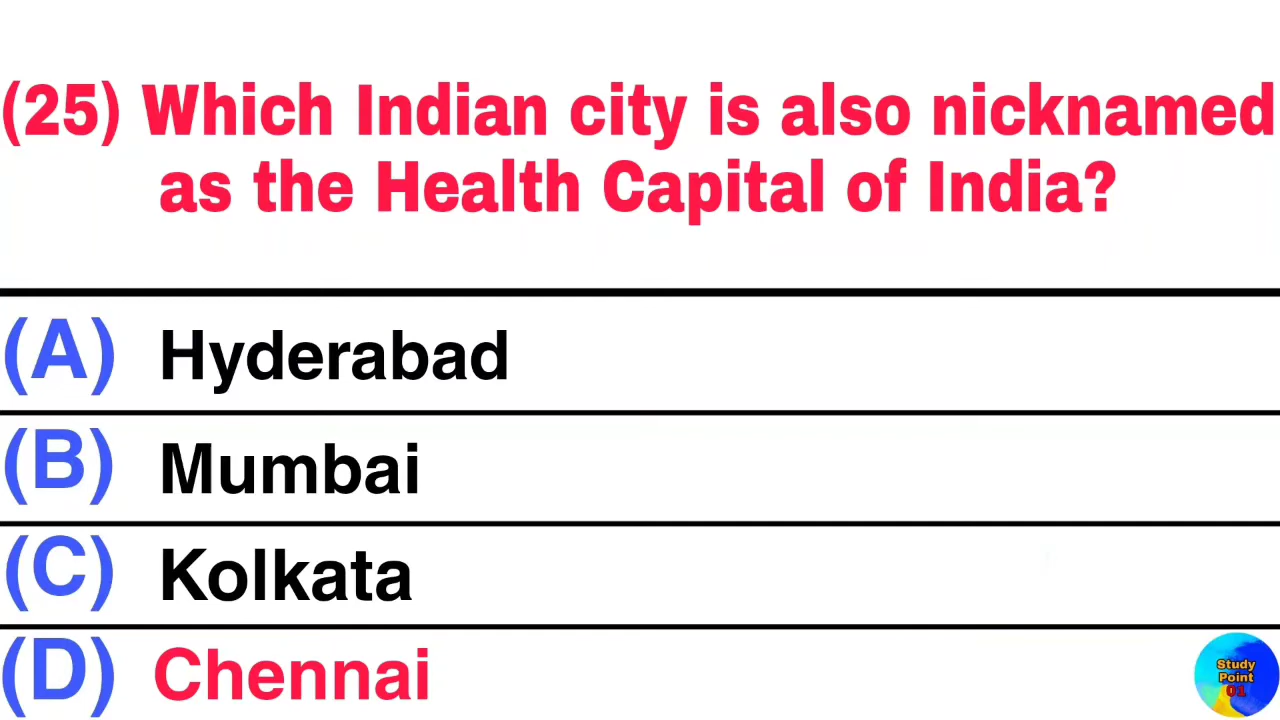 (25) Which Indian city is also nicknamed
as the Health Capital of India?
(A) Hyderabad
(B) Mumbai
(C) Kolkata
(D) Chennai
Study
Point
01